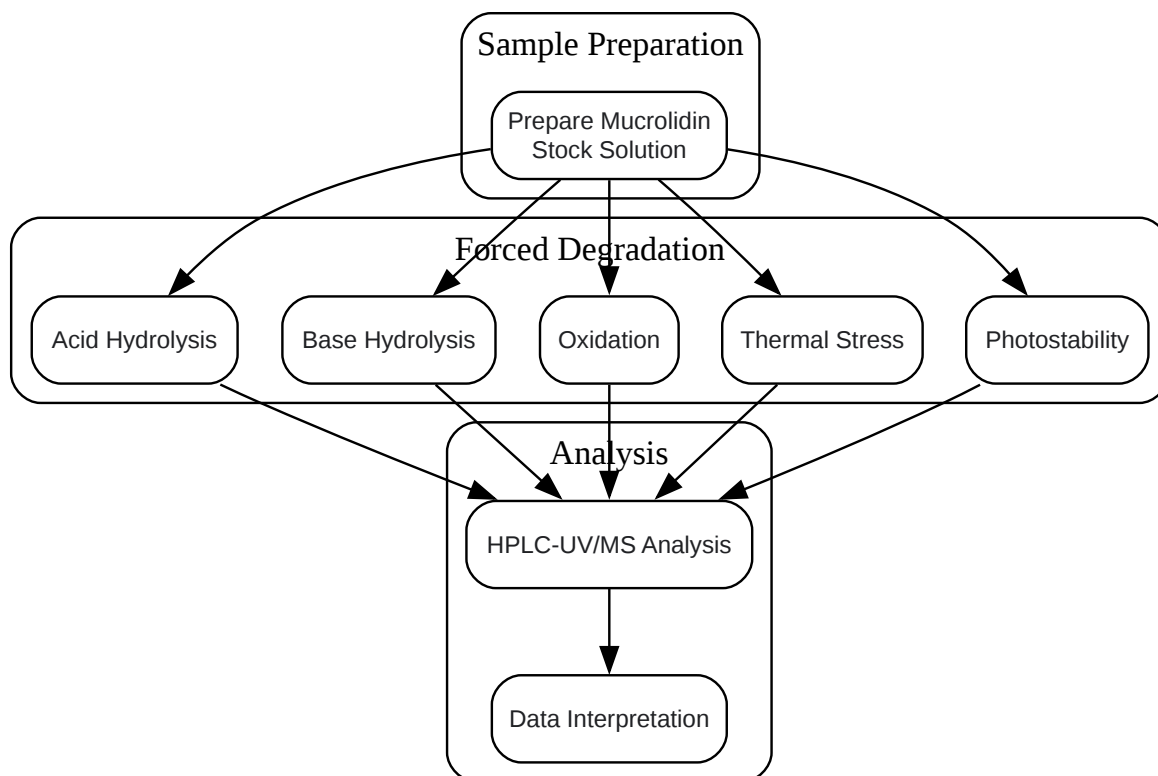 Sample Preparation
Prepare Mucrolidin
Stock Solution
Forced Degradation
Acid Hydrolysis
Base Hydrolysis
Oxidation
Thermal Stress
Photostability
Analysis
HPLC-UV/MS Analysis
Data Interpretation